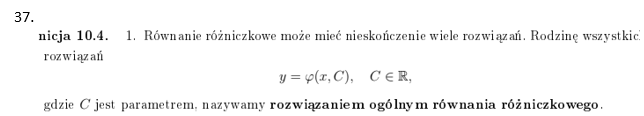 37.
nicja 10.4. 1. Równanie różniczkowe może mieć nieskończenie wiele rozwiązań. Rodzinę wszystkic
rozwiązań
y = φ(x, C), C ∈ ℝ,
gdzie C jest parametrem, nazywamy rozwiązaniem ogólnym równania różniczkowego.